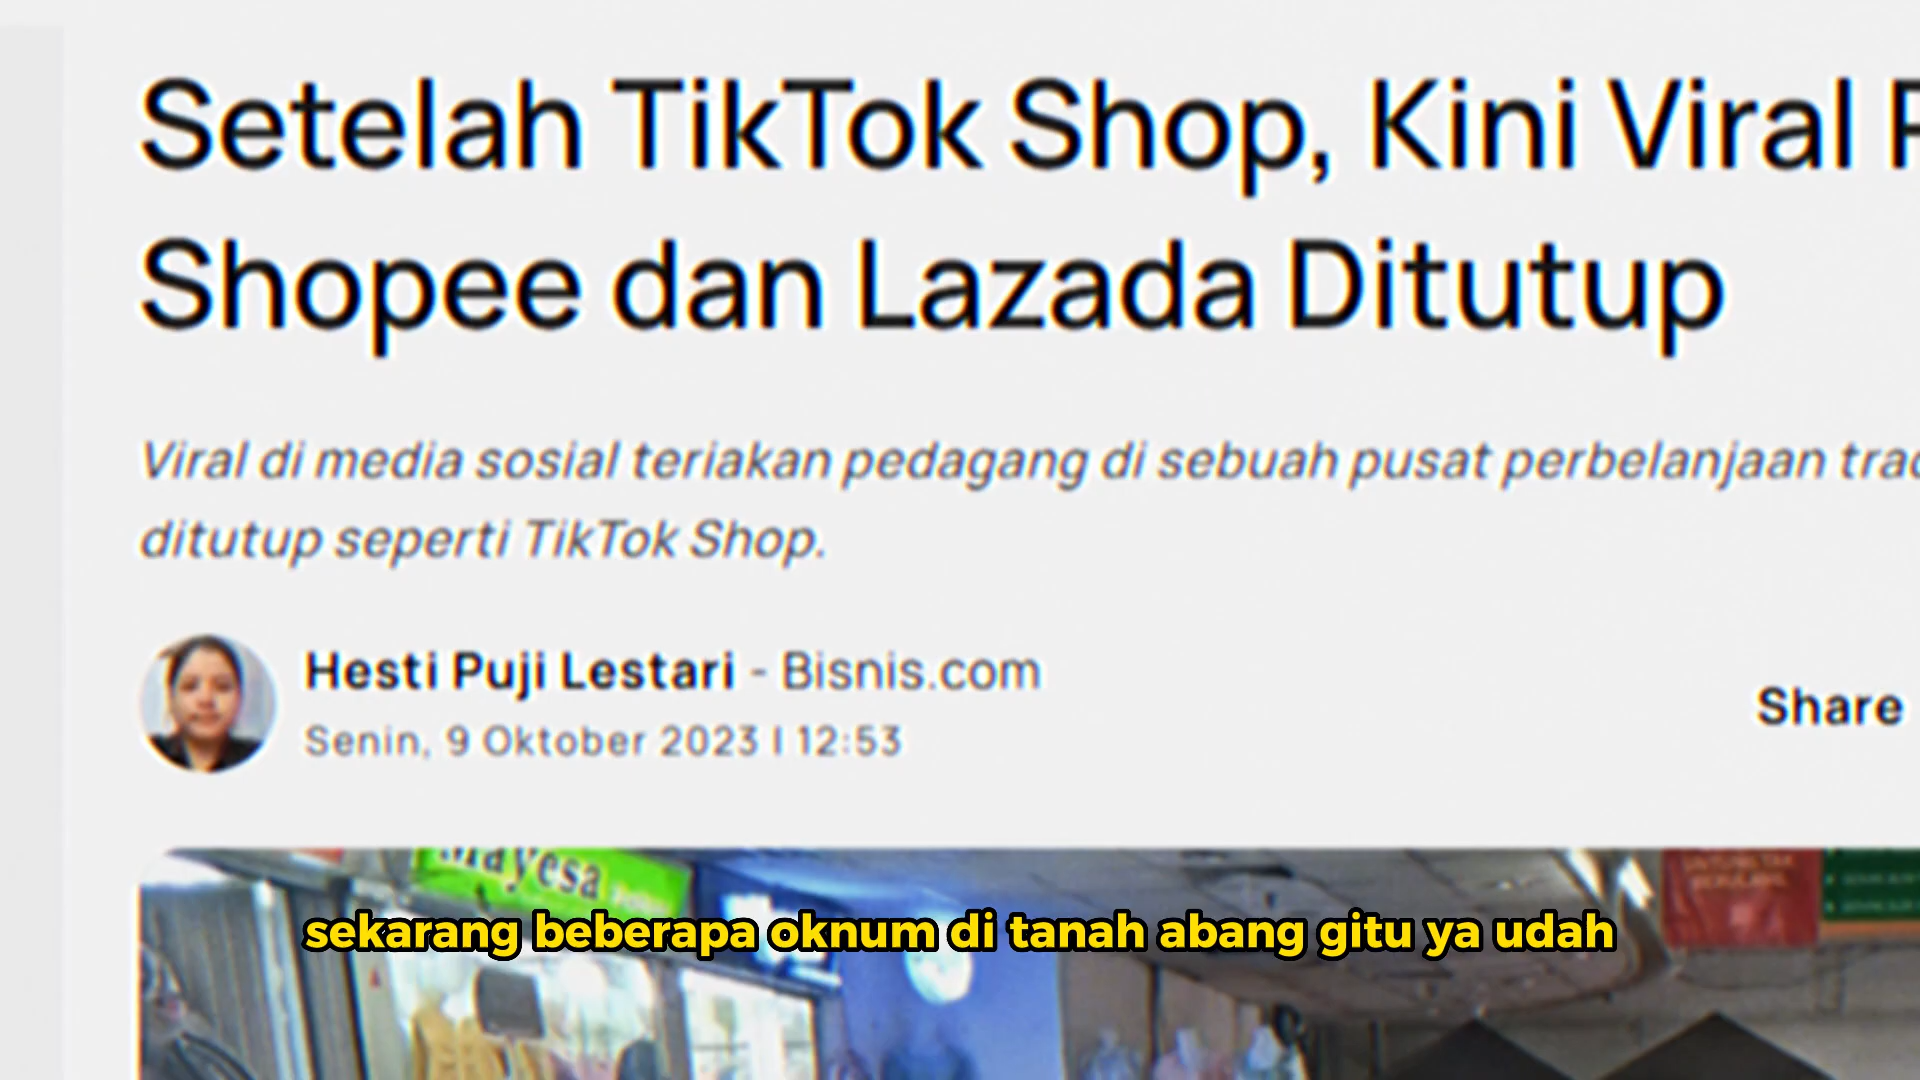 Setelah TikTok Shop, Kini Viral
Shopee dan Lazada Ditutup
Viral di media sosial teriakan pedagang di sebuah pusat perbelanjaan
ditutup seperti TikTok Shop.
Hesti Puji Lestari - Bisnis.com
Senin, 9 Oktober 2023 | 12:53
Share
Mayesa
sekarang beberapa oknum di tanah abang gitu ya udah